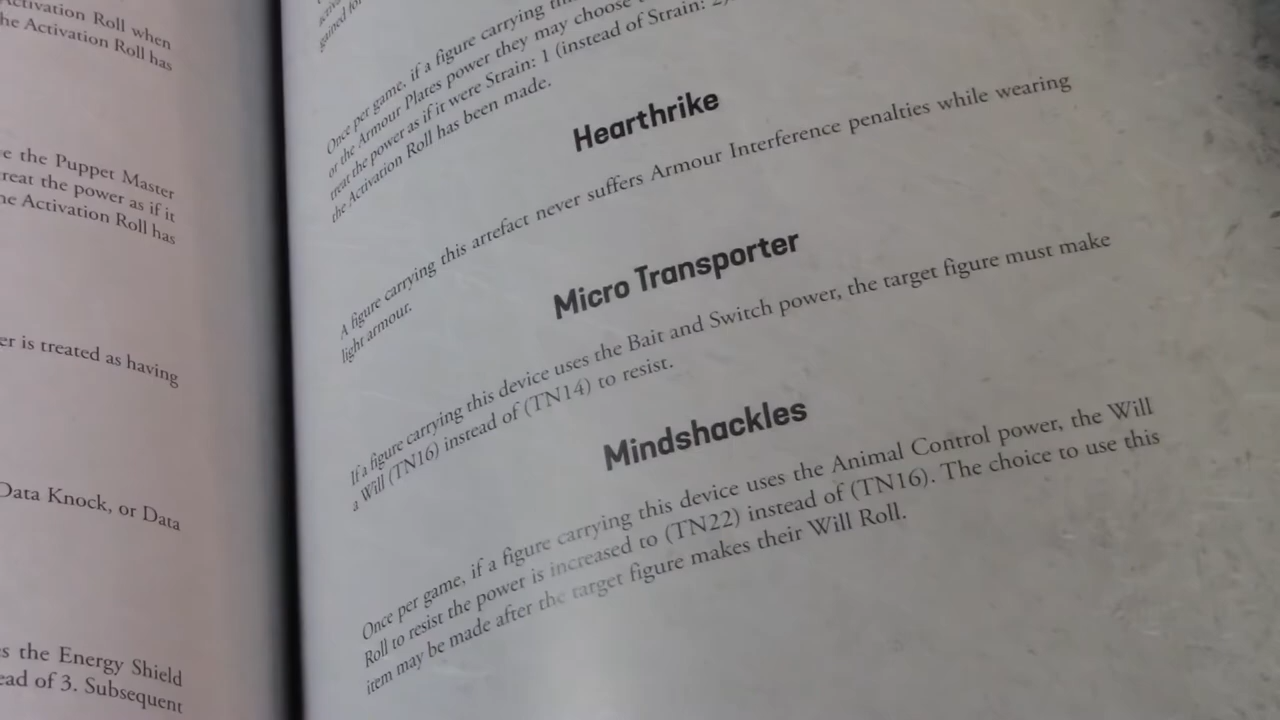 ctivation Roll when
he Activation Roll has
e the Puppet Master
reat the power as if it
he Activation Roll has
er is treated as having
Data Knock, or Data
s the Energy Shield
ead of 3. Subsequent
gained for
Once per game, if a figure carrying
or the Armour Plates power they may choose
treat the power as if it were Strain: 1 (instead of Strain: 2)
the Activation Roll has been made.
Hearthrike
A figure carrying this artefact never suffers Armour Interference penalties while wearing
light armour.
Micro Transporter
If a figure carrying this device uses the Bait and Switch power, the target figure must make
a Will (TN16) instead of (TN14) to resist.
Mindshackles
Once per game, if a figure carrying this device uses the Animal Control power, the Will
Roll to resist the power is increased to (TN22) instead of (TN16). The choice to use this
item may be made after the target figure makes their Will Roll.